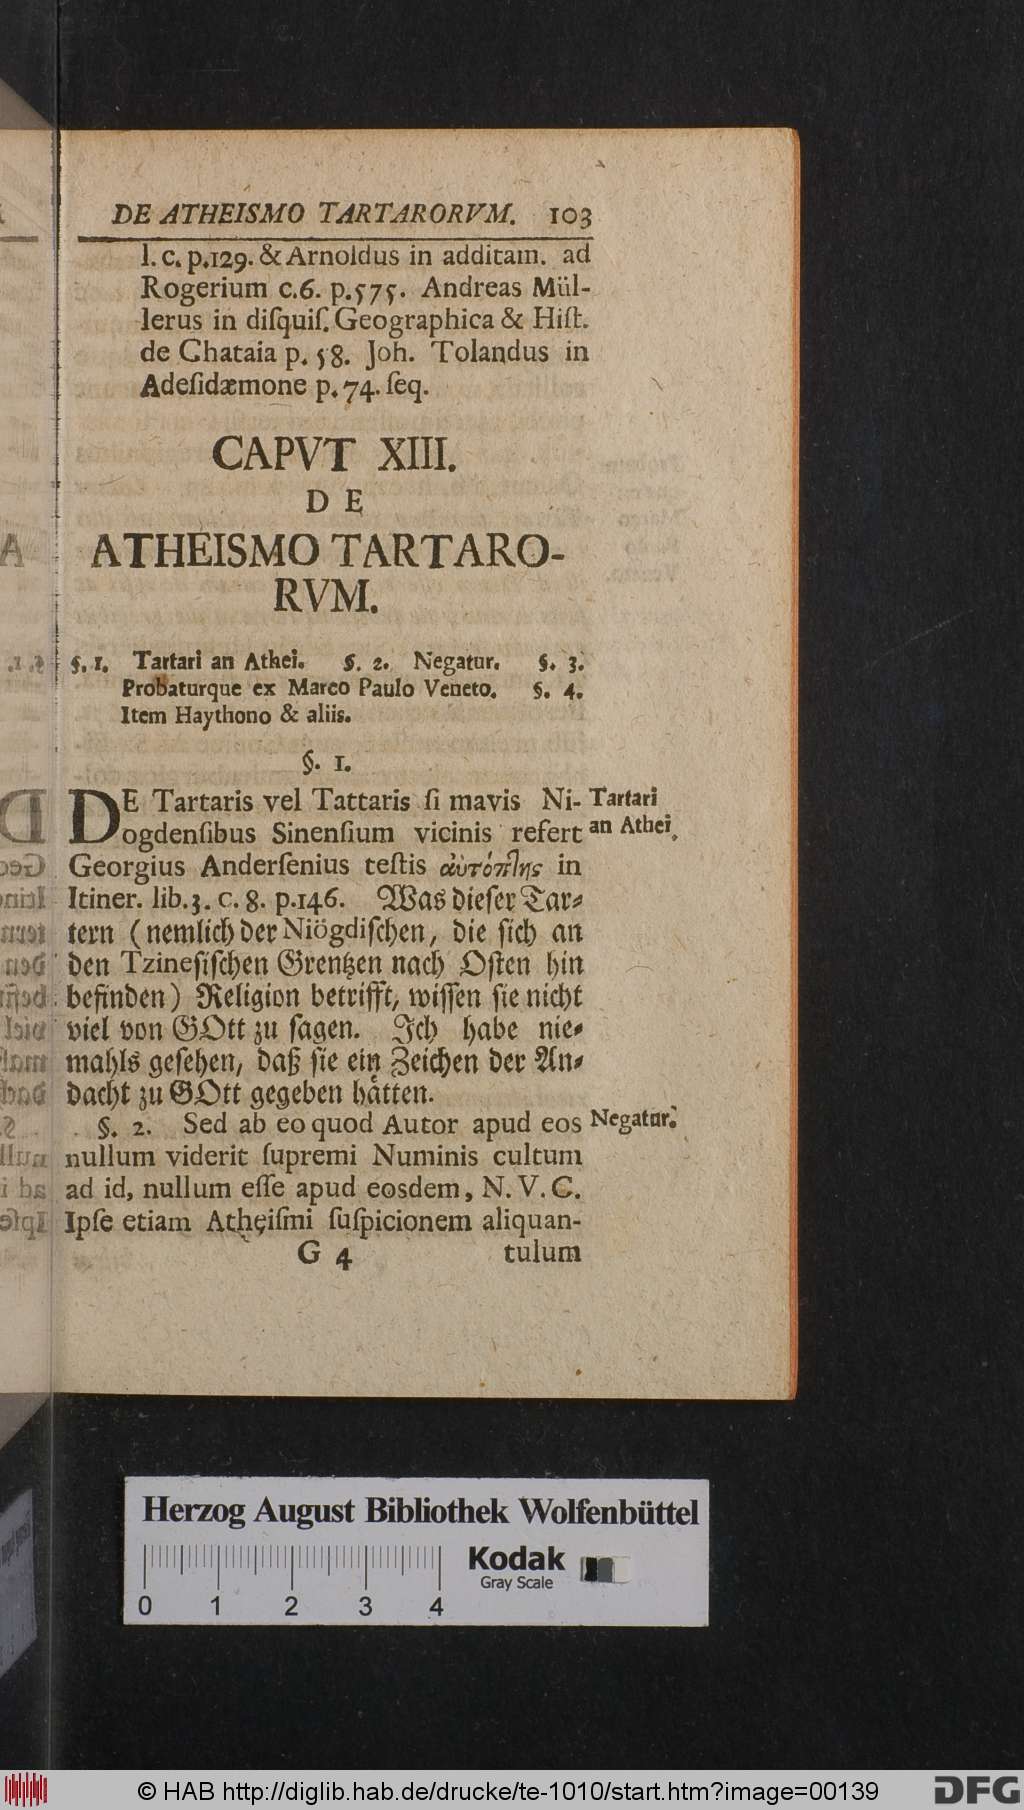 DE ATHEISMO TARTARORVM. 103
l. c. p.129. & Arnoldus in additam. ad
Rogerium c.6. p.575. Andreas Mül-
lerus in diſquiſ. Geographica & Hiſt.
de Chataia p. 58. Joh. Tolandus in
Adeſidæmone p. 74. ſeq.
CAPVT XIII.
DE
ATHEISMO TARTARO-
RVM.
§. 1. Tartari an Athei. §. 2. Negatur. §. 3.
Probaturque ex Marco Paulo Veneto. §. 4.
Item Haythono & aliis.
§. 1.
DE Tartaris vel Tattaris ſi mavis Ni-
ogdenſibus Sinenſium vicinis refert
Georgius Anderſenius teſtis αὐτόπτης in
Itiner. lib.3. c. 8. p.146. Was dieſer Tar-
tern (nemlich der Niögdiſchen, die ſich an
den Tzineſiſchen Grentzen nach Oſten hin
befinden) Religion betrifft, wiſſen ſie nicht
viel von GOtt zu ſagen. Ich habe nie-
mahls geſehen, daß ſie ein Zeichen der An-
dacht zu GOtt gegeben haͤtten.
§. 2. Sed ab eo quod Autor apud eos
nullum viderit ſupremi Numinis cultum
ad id, nullum eſſe apud eosdem, N. V. C.
Ipſe etiam Atheiſmi ſuſpicionem aliquan-
G 4 tulum
Tartari
an Athei.
Negatur.
Herzog August Bibliothek Wolfenbüttel
Kodak
Gray Scale
0 1 2 3 4
© HAB http://diglib.hab.de/drucke/te-1010/start.htm?image=00139
DFG